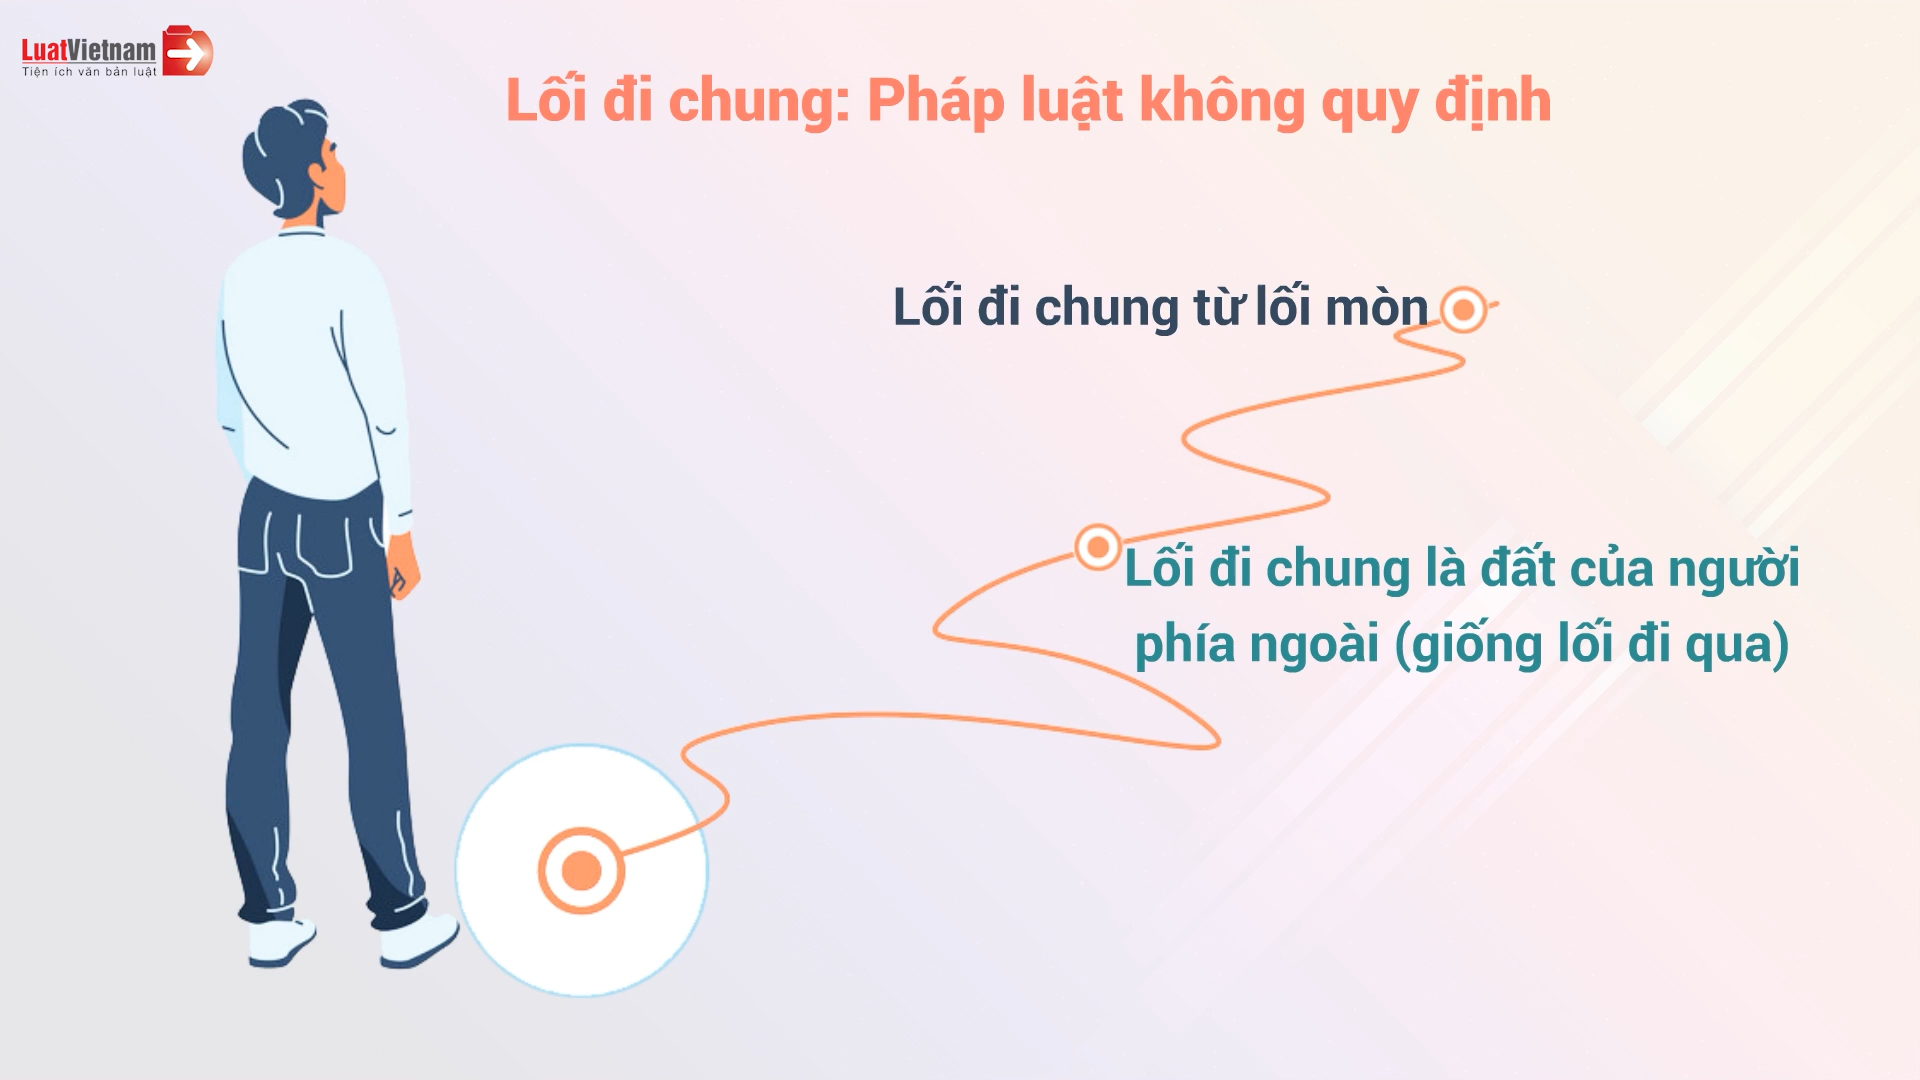 LuatVietnam
Tiện ích văn bản luật
Lối đi chung: Pháp luật không quy định
Lối đi chung từ lối mòn
Lối đi chung là đất của người
phía ngoài (giống lối đi qua)